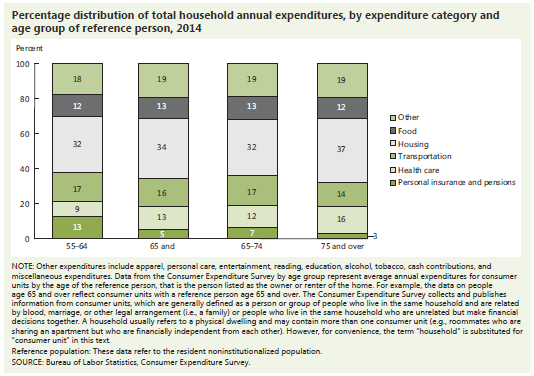 Percentage distribution of total household annual expenditures, by expenditure category and
age group of reference person, 2014
Percent
100
80
60
40
20
0
18
12
32
17
9
13
19
13
34
16
13
5
19
13
32
17
12
7
19
12
37
14
16
3
55–64
65 and
65–74
75 and over
Other
Food
Housing
Transportation
Health care
Personal insurance and pensions
NOTE: Other expenditures include apparel, personal care, entertainment, reading, education, alcohol, tobacco, cash contributions, and
miscellaneous expenditures. Data from the Consumer Expenditure Survey by age group represent average annual expenditures for consumer
units by the age of the reference person, that is the person listed as the owner or renter of the home. For example, the data on people
age 65 and over reflect consumer units with a reference person age 65 and over. The Consumer Expenditure Survey collects and publishes
information from consumer units, which are generally defined as a person or group of people who live in the same household and are related
by blood, marriage, or other legal arrangement (i.e., a family) or people who live in the same household who are unrelated but make financial
decisions together. A household usually refers to a physical dwelling and may contain more than one consumer unit (e.g., roommates who are
sharing an apartment but who are financially independent from each other). However, for convenience, the term "household" is substituted for
"consumer unit" in this text.
Reference population: These data refer to the resident noninstitutionalized population.
SOURCE: Bureau of Labor Statistics, Consumer Expenditure Survey.